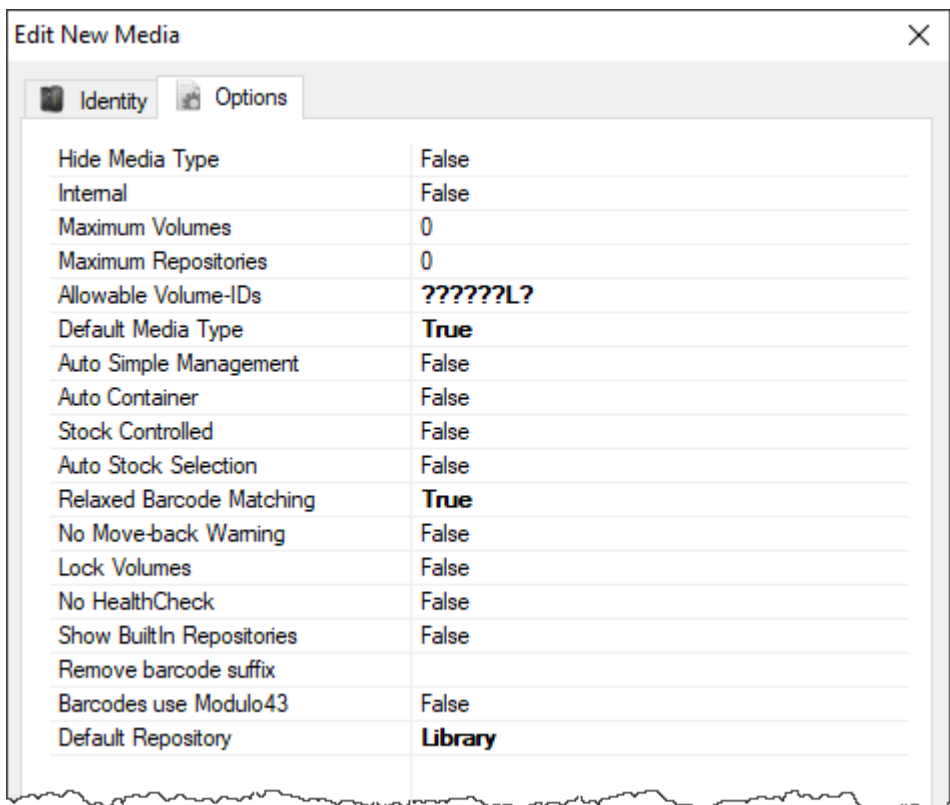 Edit New Media
Identity Options
Hide Media Type False
Internal False
Maximum Volumes 0
Maximum Repositories 0
Allowable Volume-IDs ??????L?
Default Media Type True
Auto Simple Management False
Auto Container False
Stock Controlled False
Auto Stock Selection False
Relaxed Barcode Matching True
No Move-back Warning False
Lock Volumes False
No HealthCheck False
Show BuiltIn Repositories False
Remove barcode suffix
Barcodes use Modulo43 False
Default Repository Library